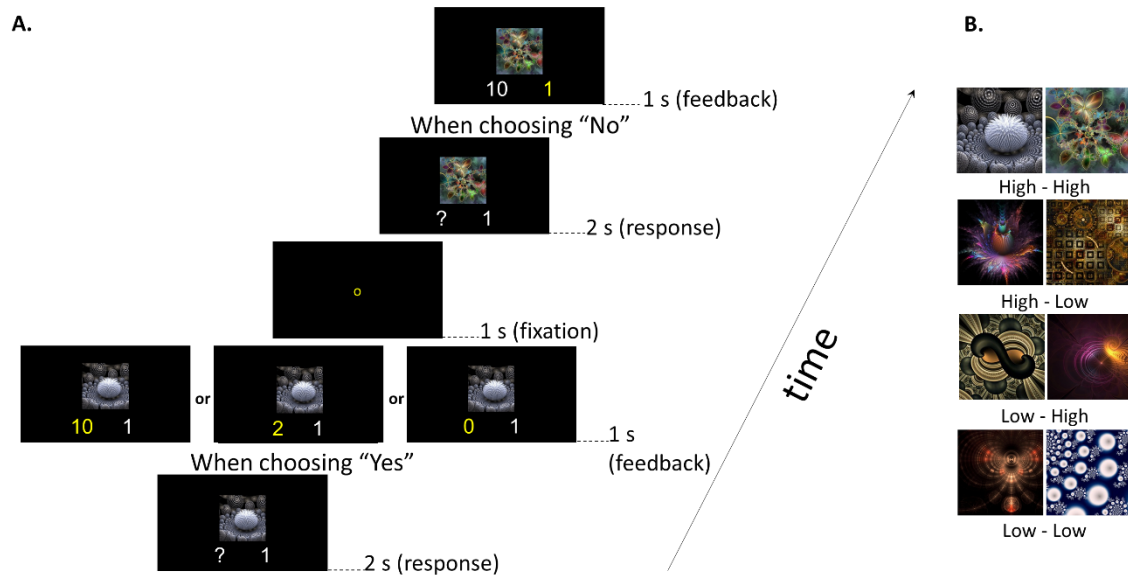 A.
10 1
1 s (feedback)
When choosing “No”
? 1
2 s (response)
o
1 s (fixation)
10 1 or 2 1 or 0 1
1 s
(feedback)
When choosing “Yes”
? 1
2 s (response)
time
B.
High - High
High - Low
Low - High
Low - Low